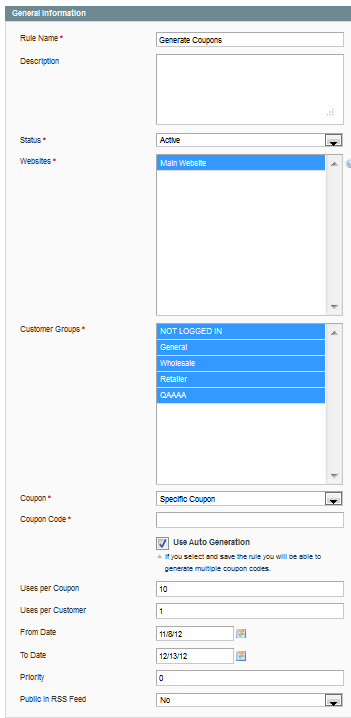 General Information
Rule Name * Generate Coupons
Description
Status * Active
Websites * Main Website
Customer Groups * NOT LOGGED IN
General
Wholesale
Retailer
QAAAA
Coupon * Specific Coupon
Coupon Code *
Use Auto Generation
If you select and save the rule you will be able to
generate multiple coupon codes.
Uses per Coupon 10
Uses per Customer 1
From Date 11/8/12
To Date 12/13/12
Priority 0
Public In RSS Feed No